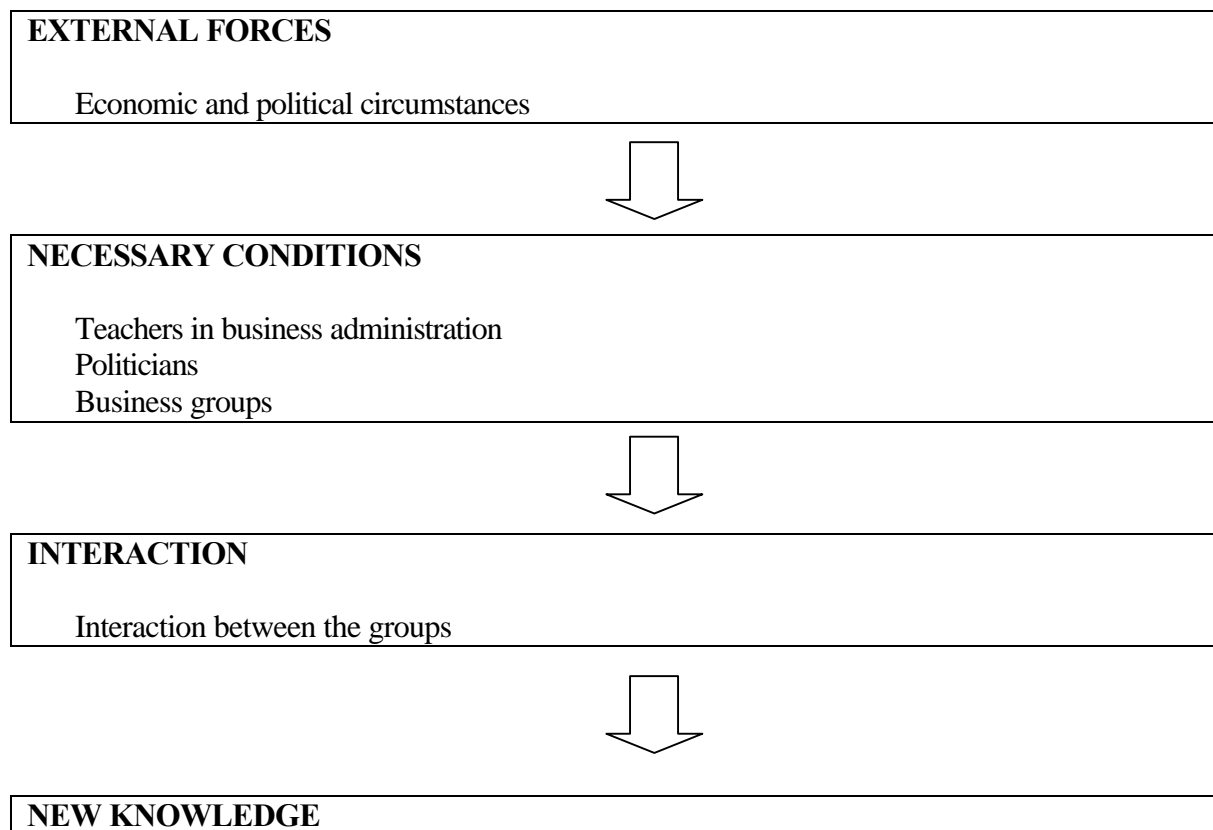 EXTERNAL FORCES
Economic and political circumstances
NECESSARY CONDITIONS
Teachers in business administration
Politicians
Business groups
INTERACTION
Interaction between the groups
NEW KNOWLEDGE